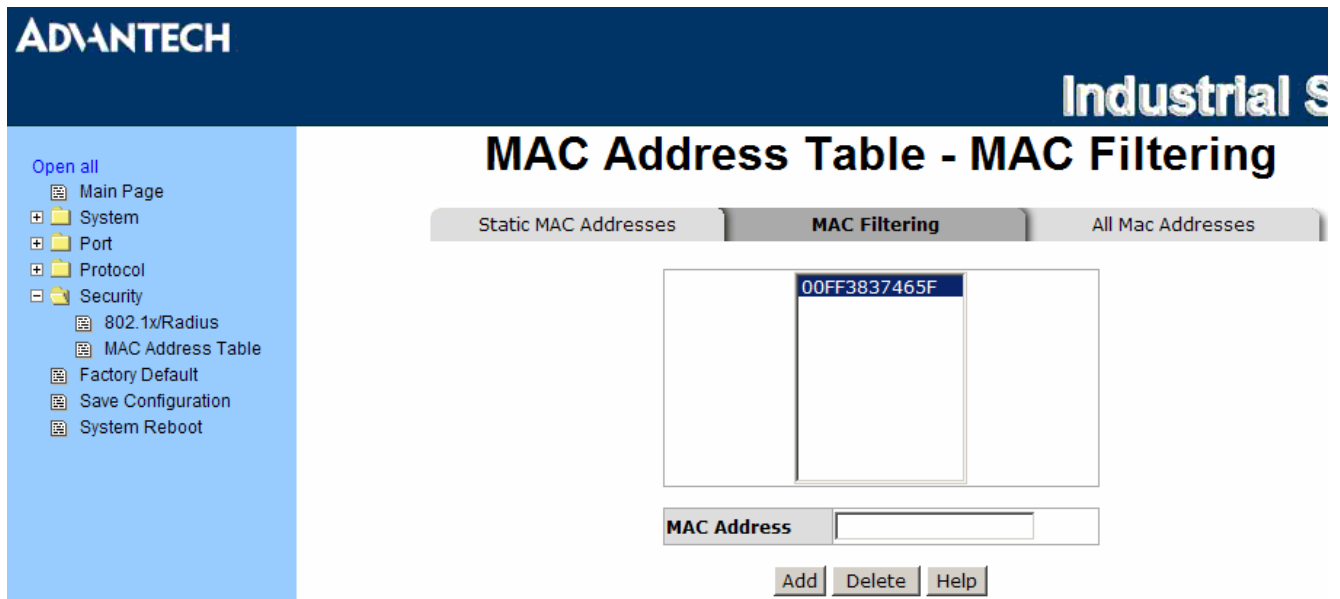 ADVANTECH
Industrial S
Open all
Main Page
System
Port
Protocol
Security
802.1x/Radius
MAC Address Table
Factory Default
Save Configuration
System Reboot
MAC Address Table - MAC Filtering
Static MAC Addresses MAC Filtering All Mac Addresses
00FF3837465F
MAC Address
Add Delete Help